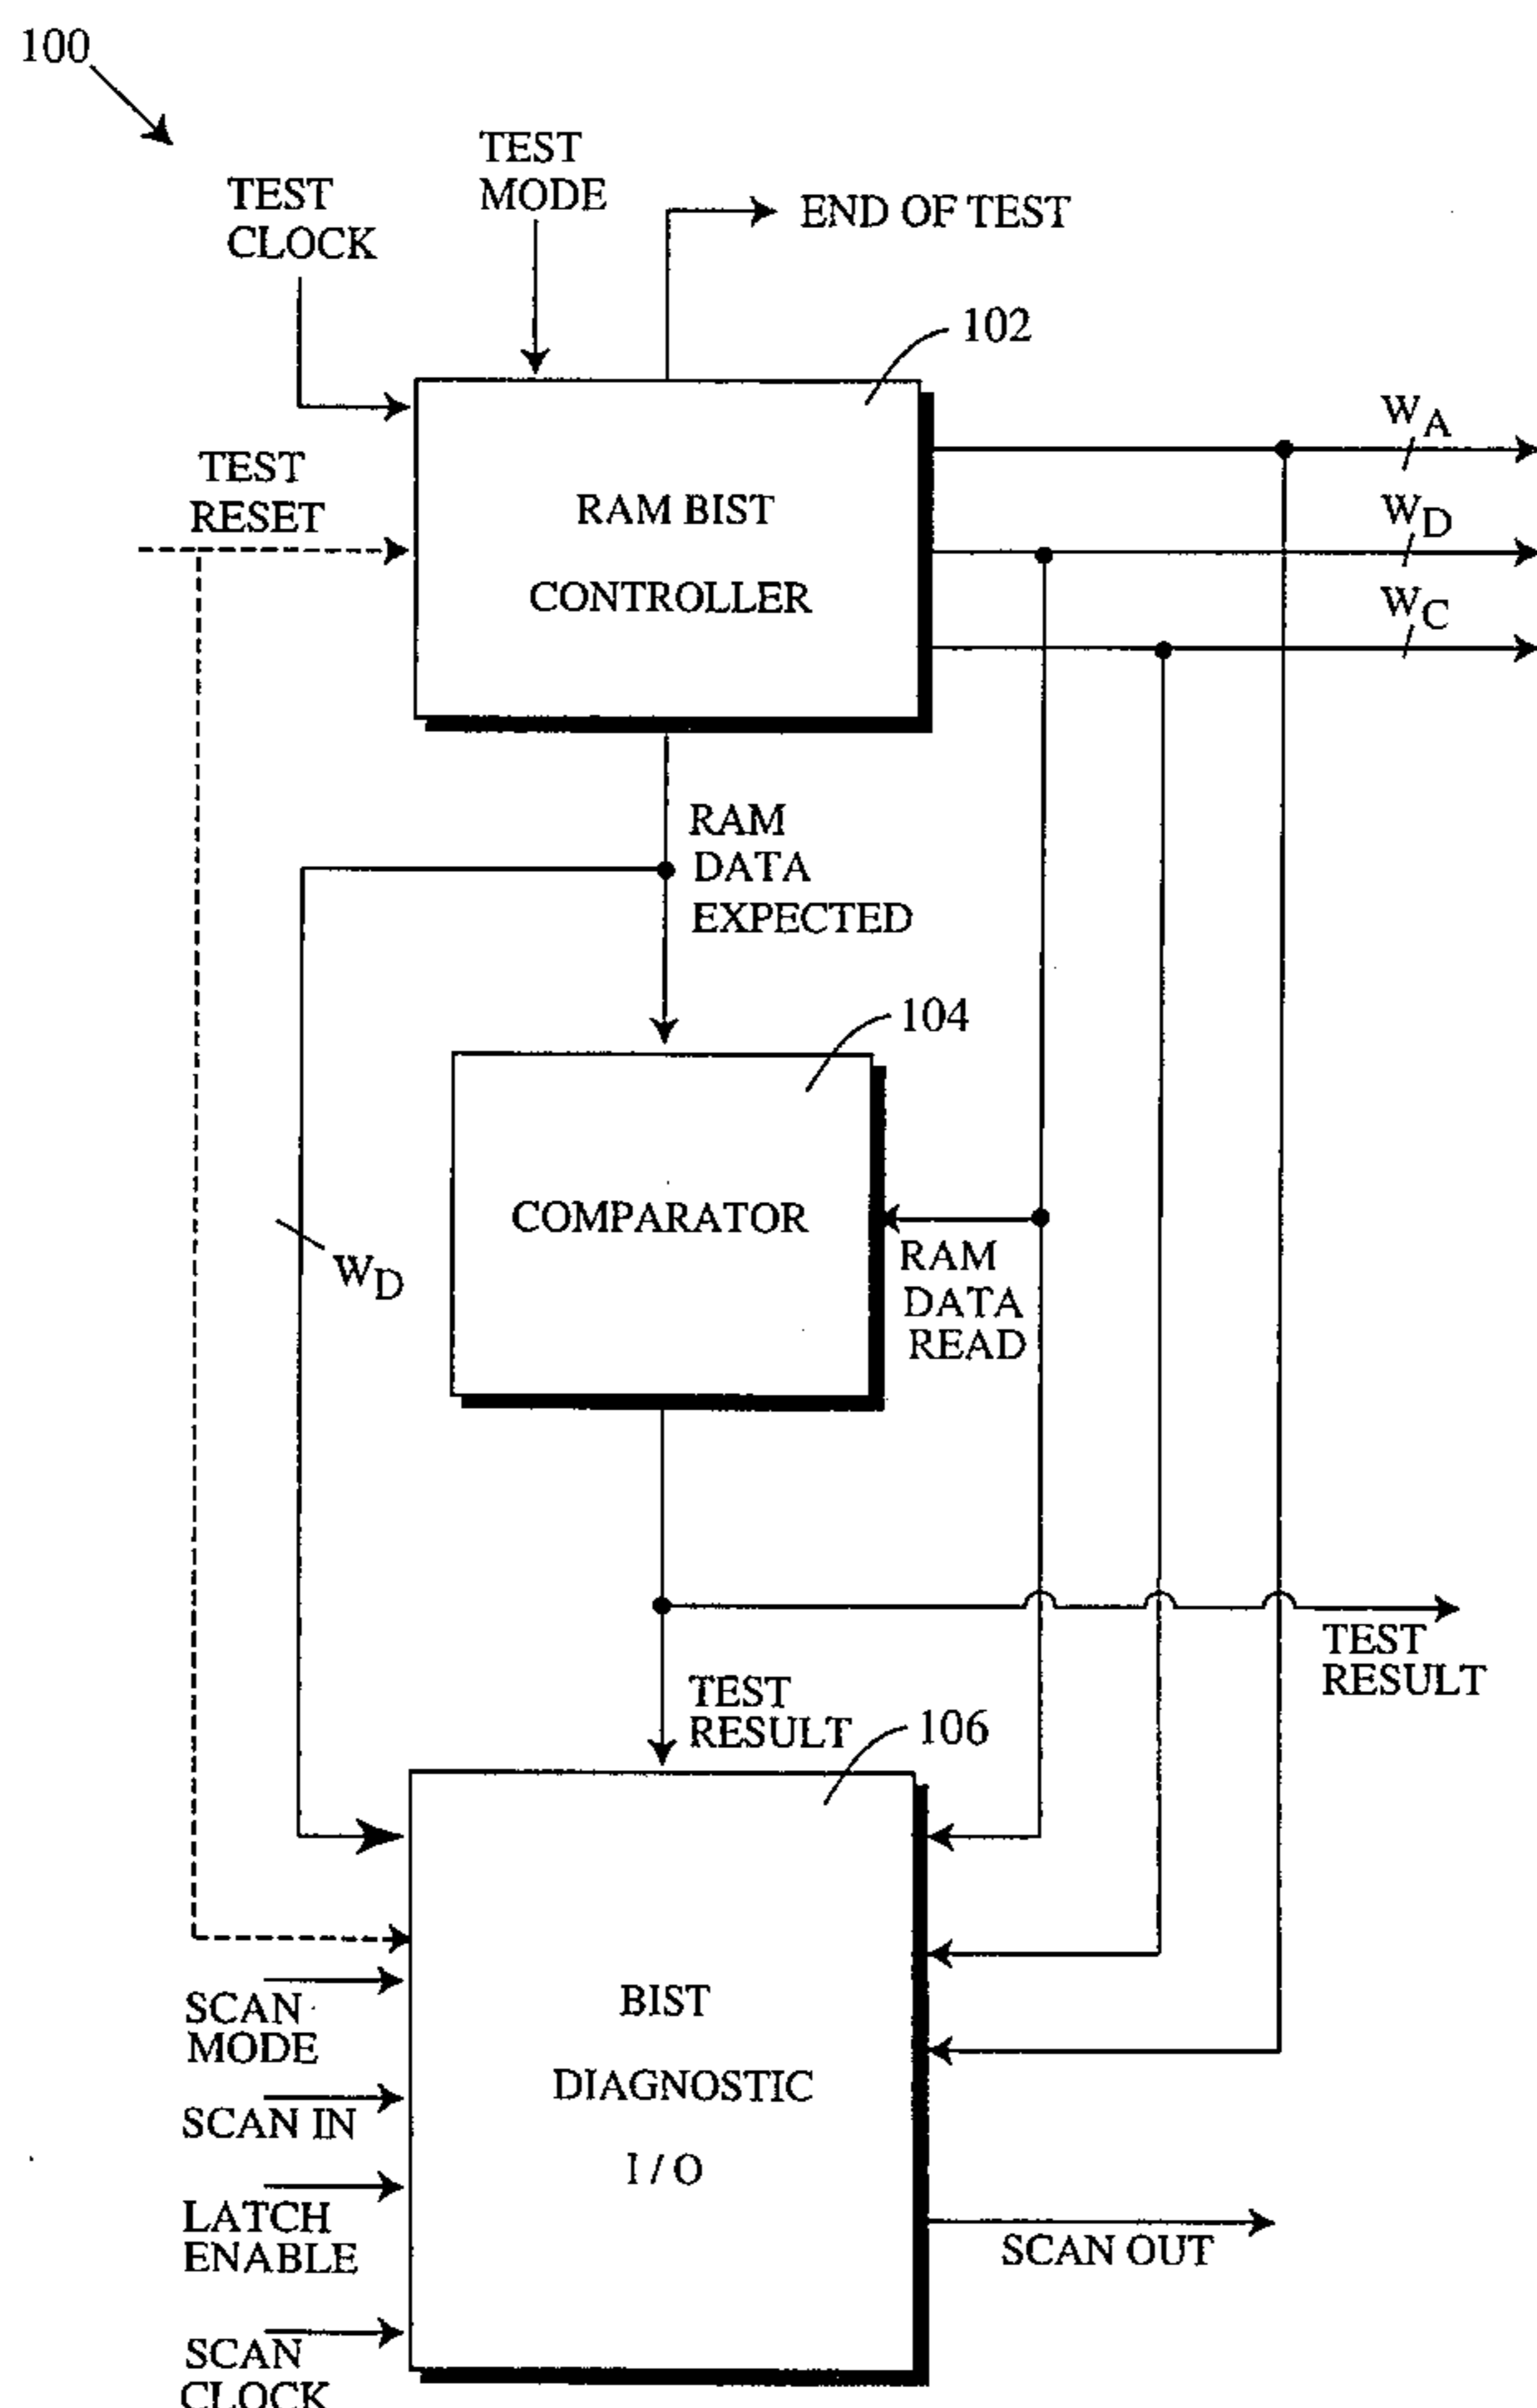 100
TEST
MODE
TEST
CLOCK
END OF TEST
102
WA
TEST
RESET
RAM BIST
CONTROLLER
WD
WC
RAM
DATA
EXPECTED
104
COMPARATOR
RAM
DATA
READ
WD
TEST
RESULT
TEST
RESULT
106
SCAN
MODE
SCAN IN
LATCH
ENABLE
SCAN
CLOCK
BIST
DIAGNOSTIC
I / O
SCAN OUT